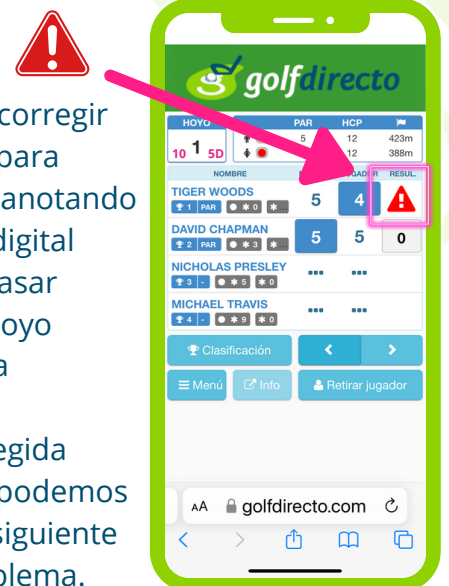 corregir
para
anotando
digital
asar
oyo
a
egida
podemos
siguiente
blema.
golfdirecto
HOYO PAR HCP
10 1 5D 5 12 423m
12 388m
NOMBRE RESUL.
TIGER WOODS 5 4
1 PAR 0
DAVID CHAPMAN 5 5 0
2 PAR 3
NICHOLAS PRESLEY ... ...
3 - 5 0
MICHAEL TRAVIS ... ...
4 - 9 0
Clasificación
Menú Info Retirar jugador
AA golfdirecto.com